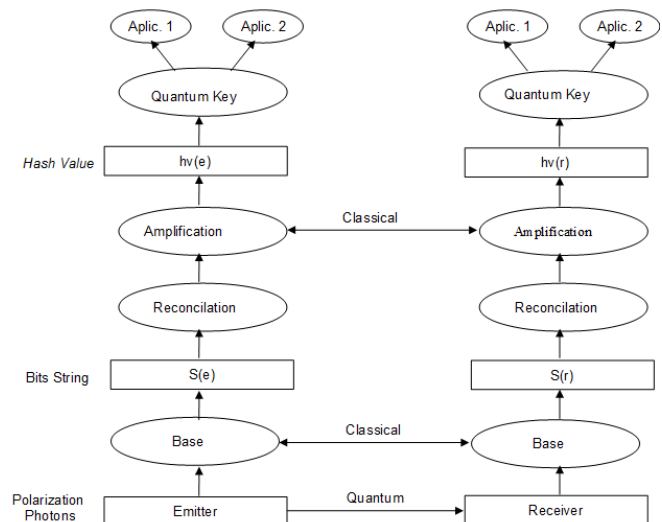 Aplic. 1
Aplic. 2
Aplic. 1
Aplic. 2
Quantum Key
Quantum Key
Hash Value
hv(e)
hv(r)
Classical
Amplification
Amplification
Reconcilation
Reconcilation
Bits String
S(e)
S(r)
Classical
Base
Base
Polarization
Photons
Emitter
Quantum
Receiver